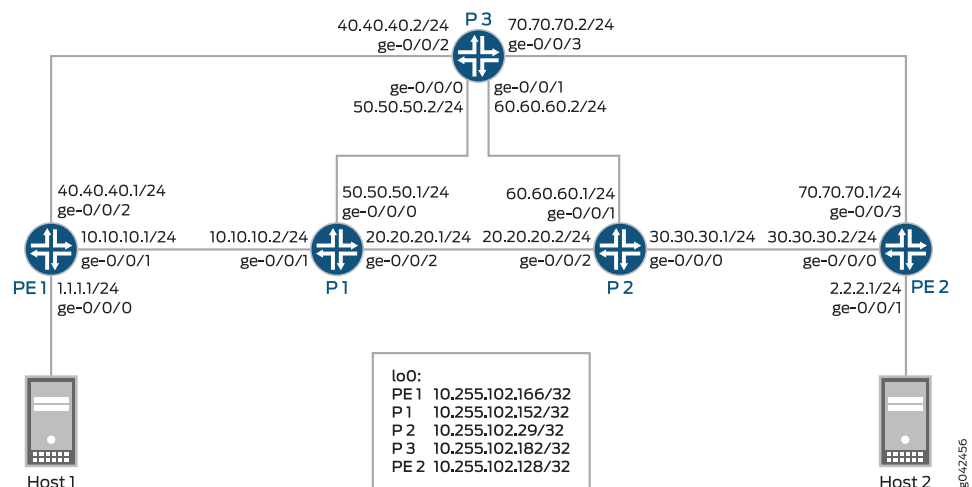 P 3
40.40.40.2/24
ge-0/0/2
70.70.70.2/24
ge-0/0/3
ge-0/0/0
50.50.50.2/24
ge-0/0/1
60.60.60.2/24
40.40.40.1/24
ge-0/0/2
50.50.50.1/24
ge-0/0/0
60.60.60.1/24
ge-0/0/1
70.70.70.1/24
ge-0/0/3
10.10.10.1/24
ge-0/0/1
10.10.10.2/24
ge-0/0/1
20.20.20.1/24
ge-0/0/2
20.20.20.2/24
ge-0/0/2
30.30.30.1/24
ge-0/0/0
30.30.30.2/24
ge-0/0/0
PE 1
P 1
P 2
PE 2
1.1.1.1/24
ge-0/0/0
2.2.2.1/24
ge-0/0/1
lo0:
PE 1 10.255.102.166/32
P 1 10.255.102.152/32
P 2 10.255.102.29/32
P 3 10.255.102.182/32
PE 2 10.255.102.128/32
Host 1
Host 2
g042456